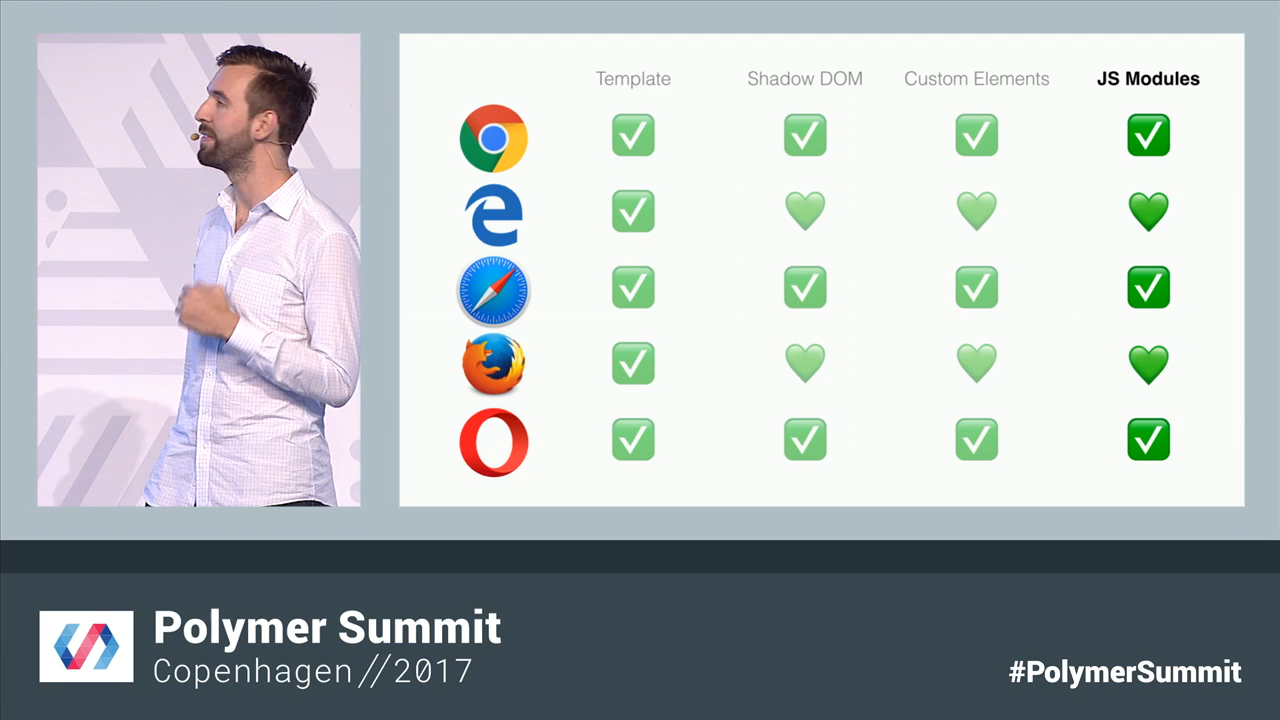 Template Shadow DOM Custom Elements JS Modules
Polymer Summit
Copenhagen//2017
#PolymerSummit